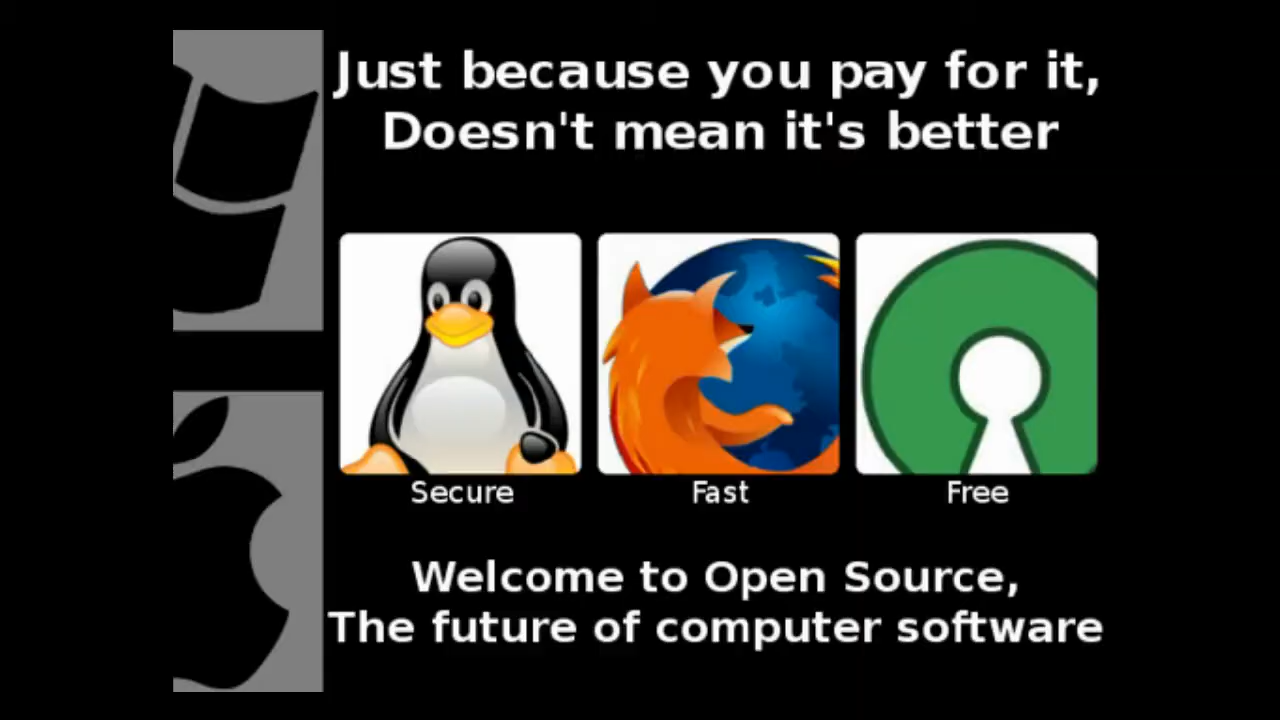 Just because you pay for it,
Doesn't mean it's better
Secure
Fast
Free
Welcome to Open Source,
The future of computer software